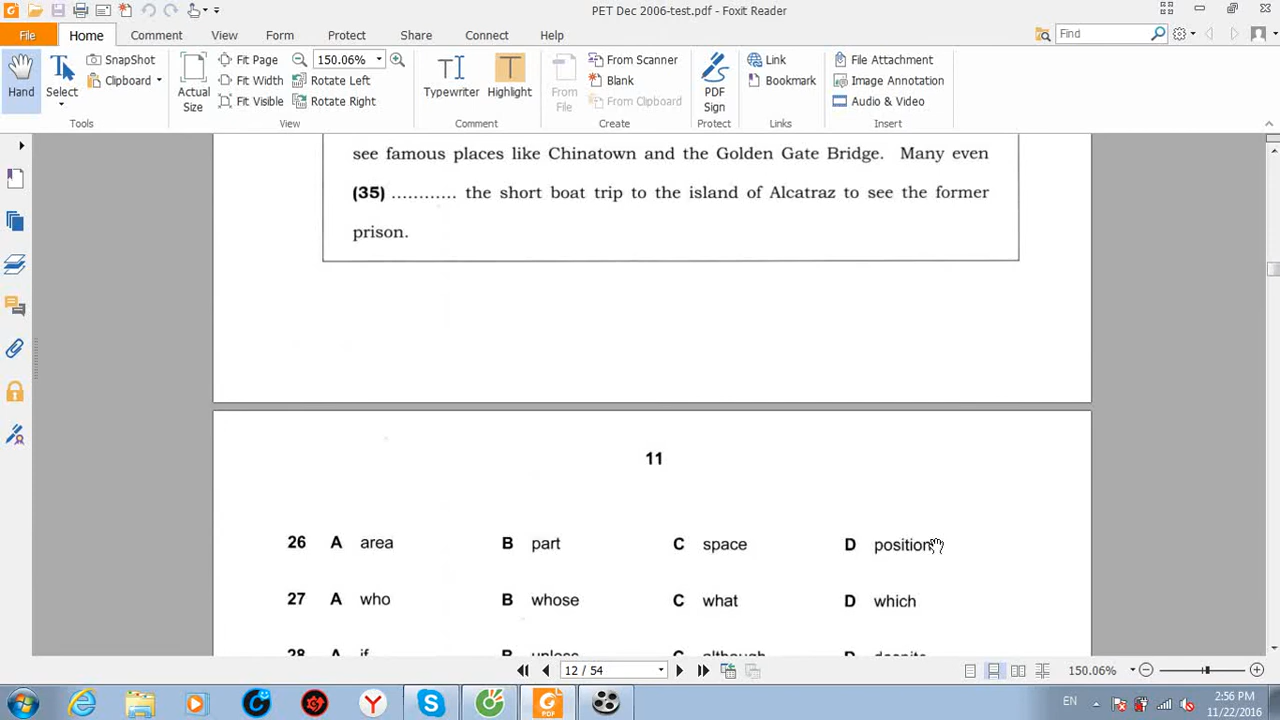 PET Dec 2006-test.pdf - Foxit Reader
File Home Comment View Form Protect Share Connect Help Find
SnapShot Fit Page 150.06% Rotate Left From Scanner Link File Attachment
Clipboard Fit Width Rotate Right Blank Bookmark Image Annotation
Hand Select Actual Size Fit Visible Typewriter Highlight From File From Clipboard PDF Sign Audio & Video
Tools View Comment Create Protect Links Insert
see famous places like Chinatown and the Golden Gate Bridge. Many even
(35) ............ the short boat trip to the island of Alcatraz to see the former
prison.
11
26 A area B part C space D position
27 A who B whose C what D which
28 A if B unless C although D despite
12 / 54 150.06%
EN 2:56 PM
11/22/2016